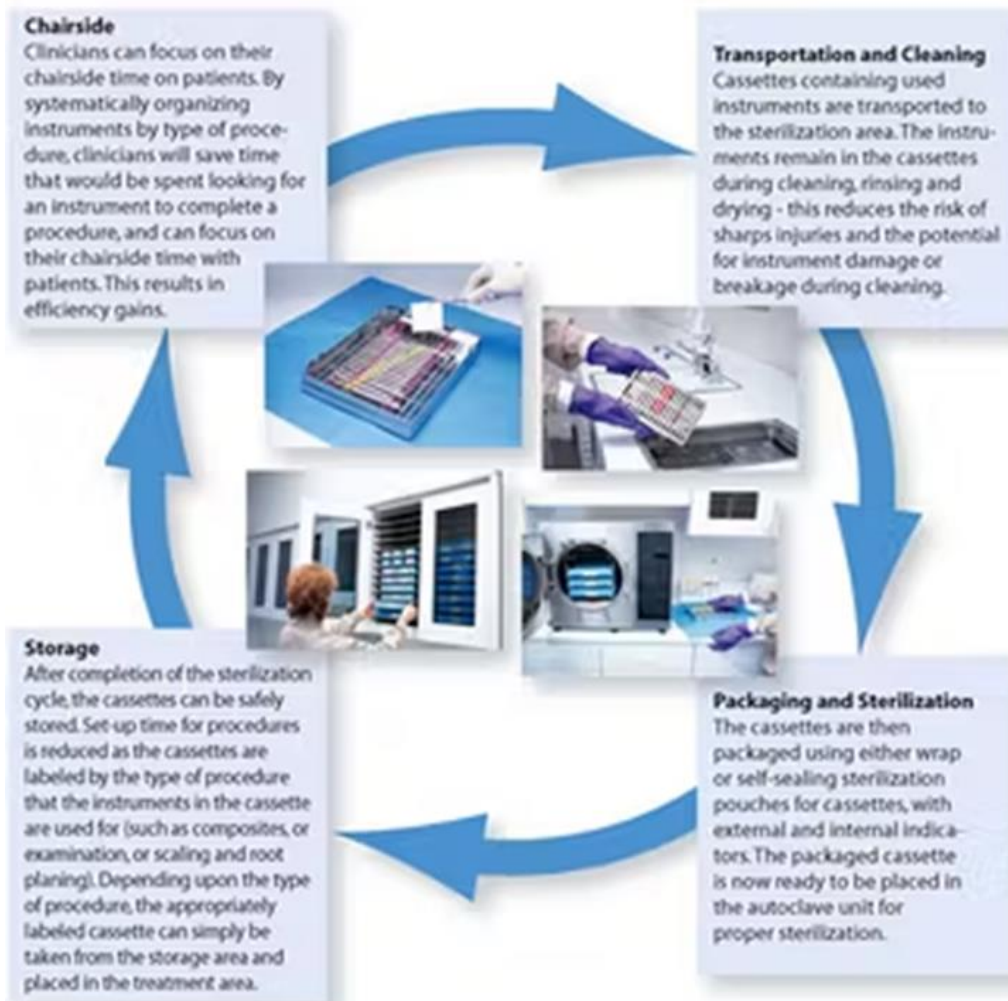 Chairside
Clinicians can focus on their
chairside time on patients. By
systematically organizing
instruments by type of proce-
dure, clinicians will save time
that would be spent looking for
an instrument to complete a
procedure, and can focus on
their chairside time with
patients. This results in
efficiency gains.
Transportation and Cleaning
Cassettes containing used
instruments are transported to
the sterilization area. The instru-
ments remain in the cassettes
during cleaning, rinsing and
drying - this reduces the risk of
sharps injuries and the potential
for instrument damage or
breakage during cleaning.
Packaging and Sterilization
The cassettes are then
packaged using either wrap
or self-sealing sterilization
pouches for cassettes, with
external and internal indica-
tors. The packaged cassette
is now ready to be placed in
the autoclave unit for
proper sterilization.
Storage
After completion of the sterilization
cycle, the cassettes can be safely
stored. Set-up time for procedures
is reduced as the cassettes are
labeled by the type of procedure
that the instruments in the cassette
are used for (such as composites, or
examination, or scaling and root
planing). Depending upon the type
of procedure, the appropriately
labeled cassette can simply be
taken from the storage area and
placed in the treatment area.